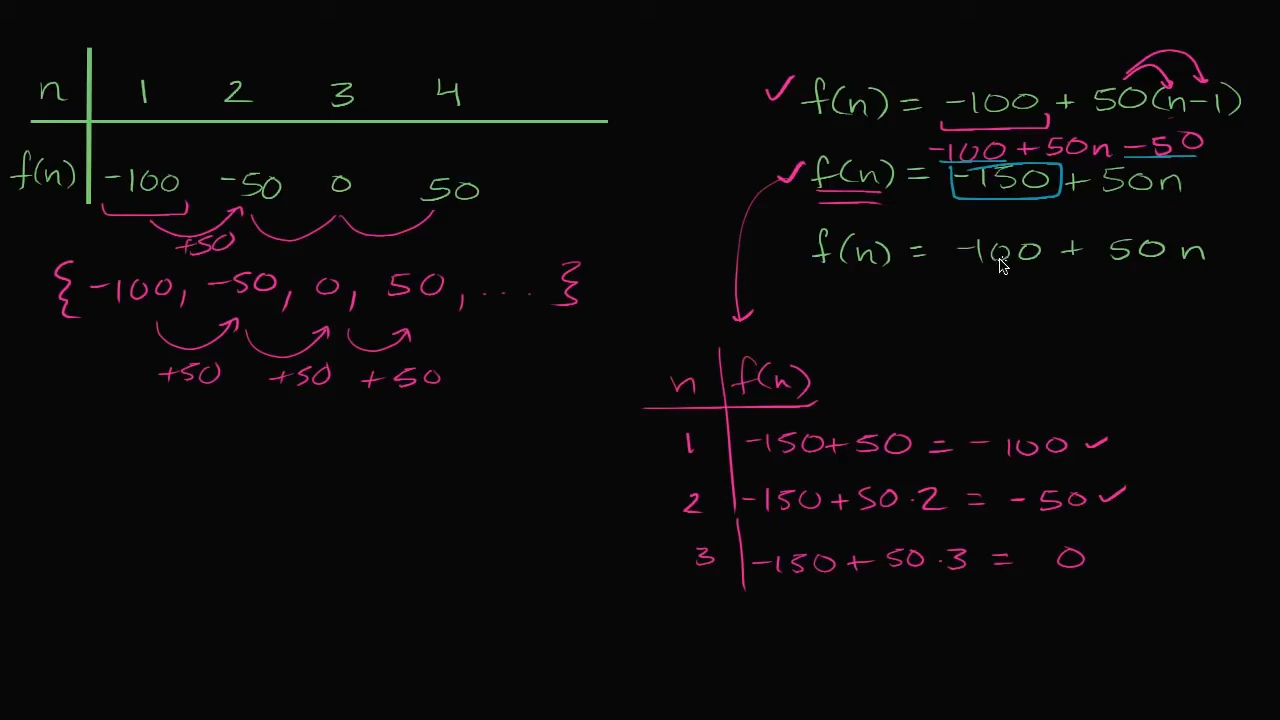 n 1 2 3 4
f(n) -100 -50 0 50
+50
{-100, -50, 0, 50, ... }
+50 +50 +50
✓ f(n) = -100 + 50(n-1)
-100 +50n -50
✓ f(n) = -150 + 50n
f(n) = -100 + 50n
n f(n)
1 -150+50 = -100 ✓
2 -150+50·2 = -50 ✓
3 -150+50·3 = 0